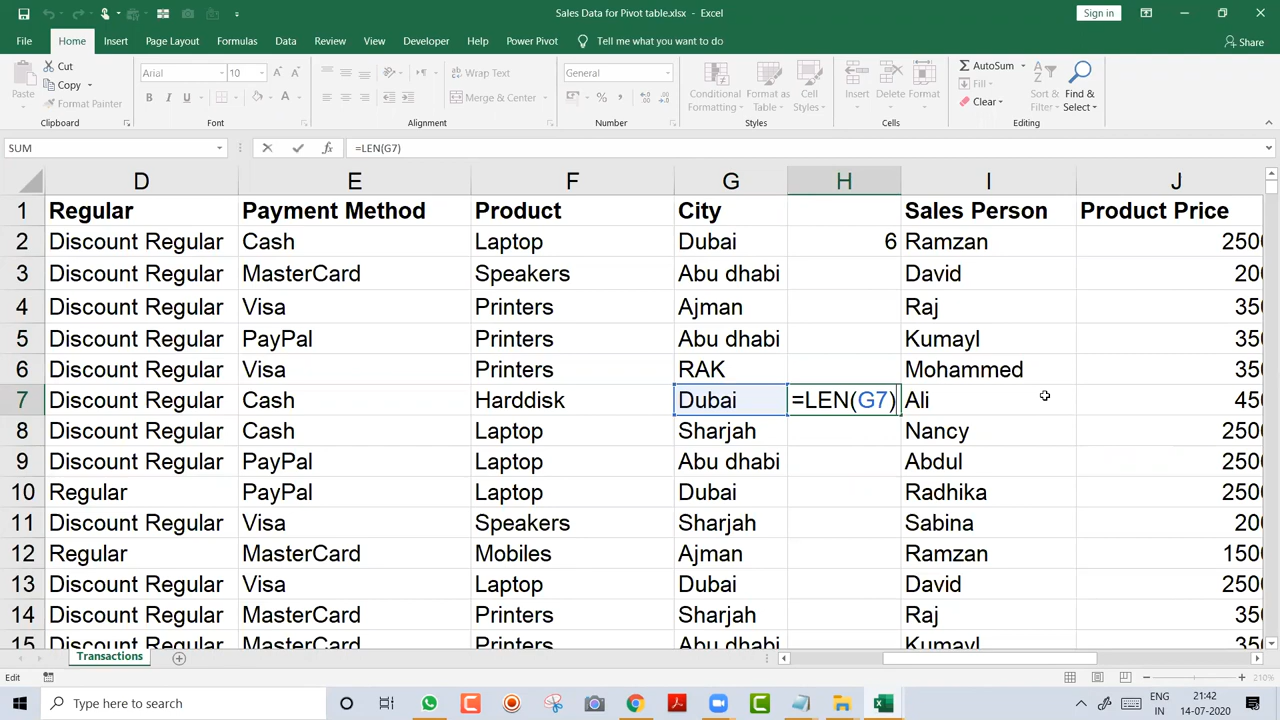 Sales Data for Pivot table.xlsx - Excel
Sign in
File Home Insert Page Layout Formulas Data Review View Developer Help Power Pivot Tell me what you want to do Share
Paste
Cut
Copy
Format Painter
Clipboard
Arial 10
B I U A
Font
Wrap Text
Merge & Center
Alignment
General
%
Number
Conditional Formatting
Format as Table
Cell Styles
Styles
Insert Delete Format
Cells
AutoSum
Fill
Clear
Sort & Filter
Find & Select
Editing
SUM fx =LEN(G7)
D E F G H I J
1 Regular Payment Method Product City Sales Person Product Price
2 Discount Regular Cash Laptop Dubai 6 Ramzan 2500
3 Discount Regular MasterCard Speakers Abu dhabi David 200
4 Discount Regular Visa Printers Ajman Raj 350
5 Discount Regular PayPal Printers Abu dhabi Kumayl 350
6 Discount Regular Visa Printers RAK Mohammed 350
7 Discount Regular Cash Harddisk Dubai =LEN(G7) Ali 450
8 Discount Regular Cash Laptop Sharjah Nancy 2500
9 Discount Regular PayPal Laptop Abu dhabi Abdul 2500
10 Regular PayPal Laptop Dubai Radhika 2500
11 Discount Regular Visa Speakers Sharjah Sabina 200
12 Regular MasterCard Mobiles Ajman Ramzan 1500
13 Discount Regular Visa Laptop Dubai David 2500
14 Discount Regular MasterCard Printers Sharjah Raj 350
15 Discount Regular MasterCard Printers Abu dhabi Kumayl 350
Transactions
Edit 210%
Type here to search
ENG
IN
21:42
14-07-2020